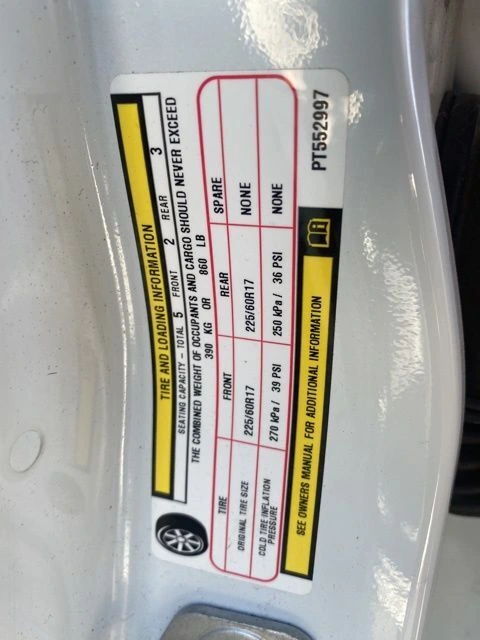 TIRE AND LOADING INFORMATION
SEATING CAPACITY - TOTAL 5 FRONT 2 REAR 3
THE COMBINED WEIGHT OF OCCUPANTS AND CARGO SHOULD NEVER EXCEED
390 KG OR 860 LB
TIRE FRONT REAR SPARE
ORIGINAL TIRE SIZE 225/60R17 225/60R17 NONE
COLD TIRE INFLATION
PRESSURE 270 kPa / 39 PSI 250 kPa / 36 PSI NONE
SEE OWNERS MANUAL FOR ADDITIONAL INFORMATION
PT552997